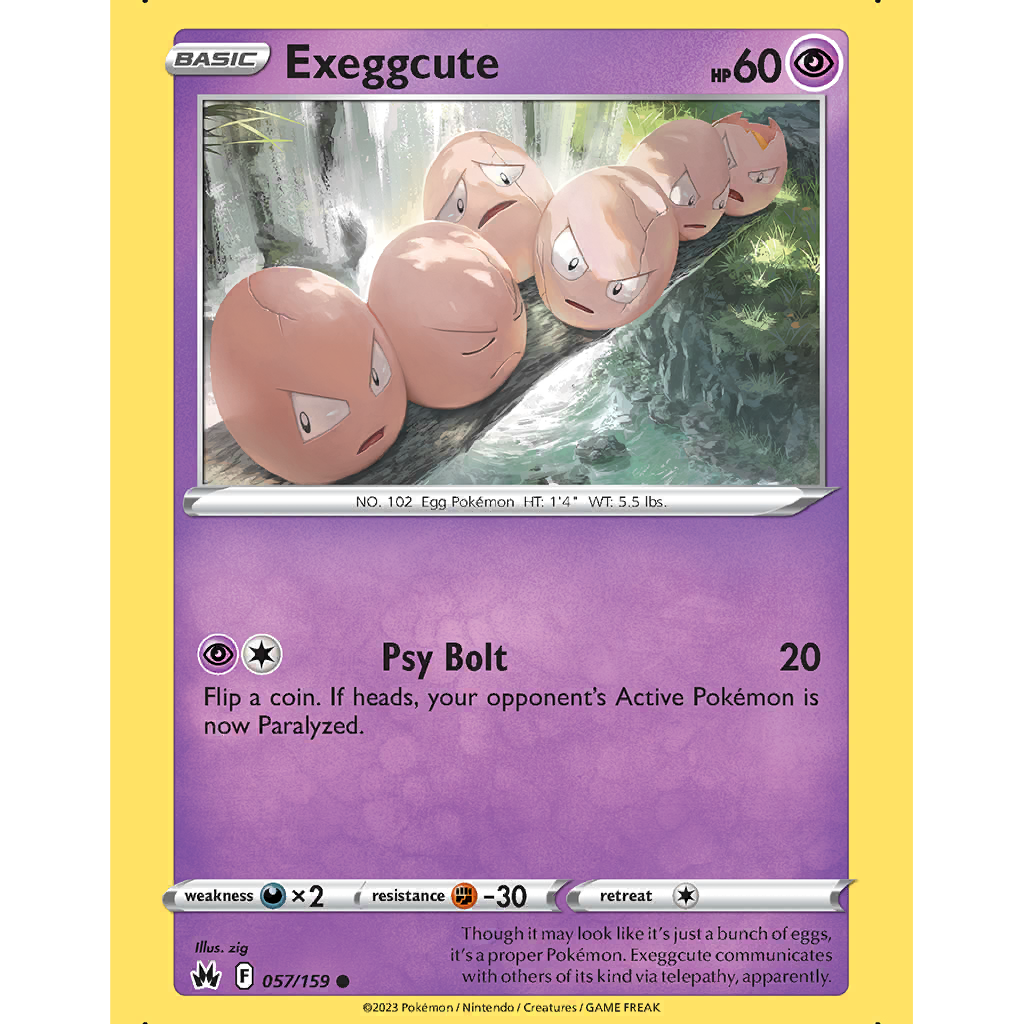 BASIC
Exeggcute
HP60
NO. 102 Egg Pokémon HT: 1'4" WT: 5.5 lbs.
Psy Bolt 20
Flip a coin. If heads, your opponent's Active Pokémon is
now Paralyzed.
weakness ×2 resistance -30 retreat
Though it may look like it's just a bunch of eggs,
it's a proper Pokémon. Exeggcute communicates
with others of its kind via telepathy, apparently.
Illus. zig
F 057/159
©2023 Pokémon / Nintendo / Creatures / GAME FREAK